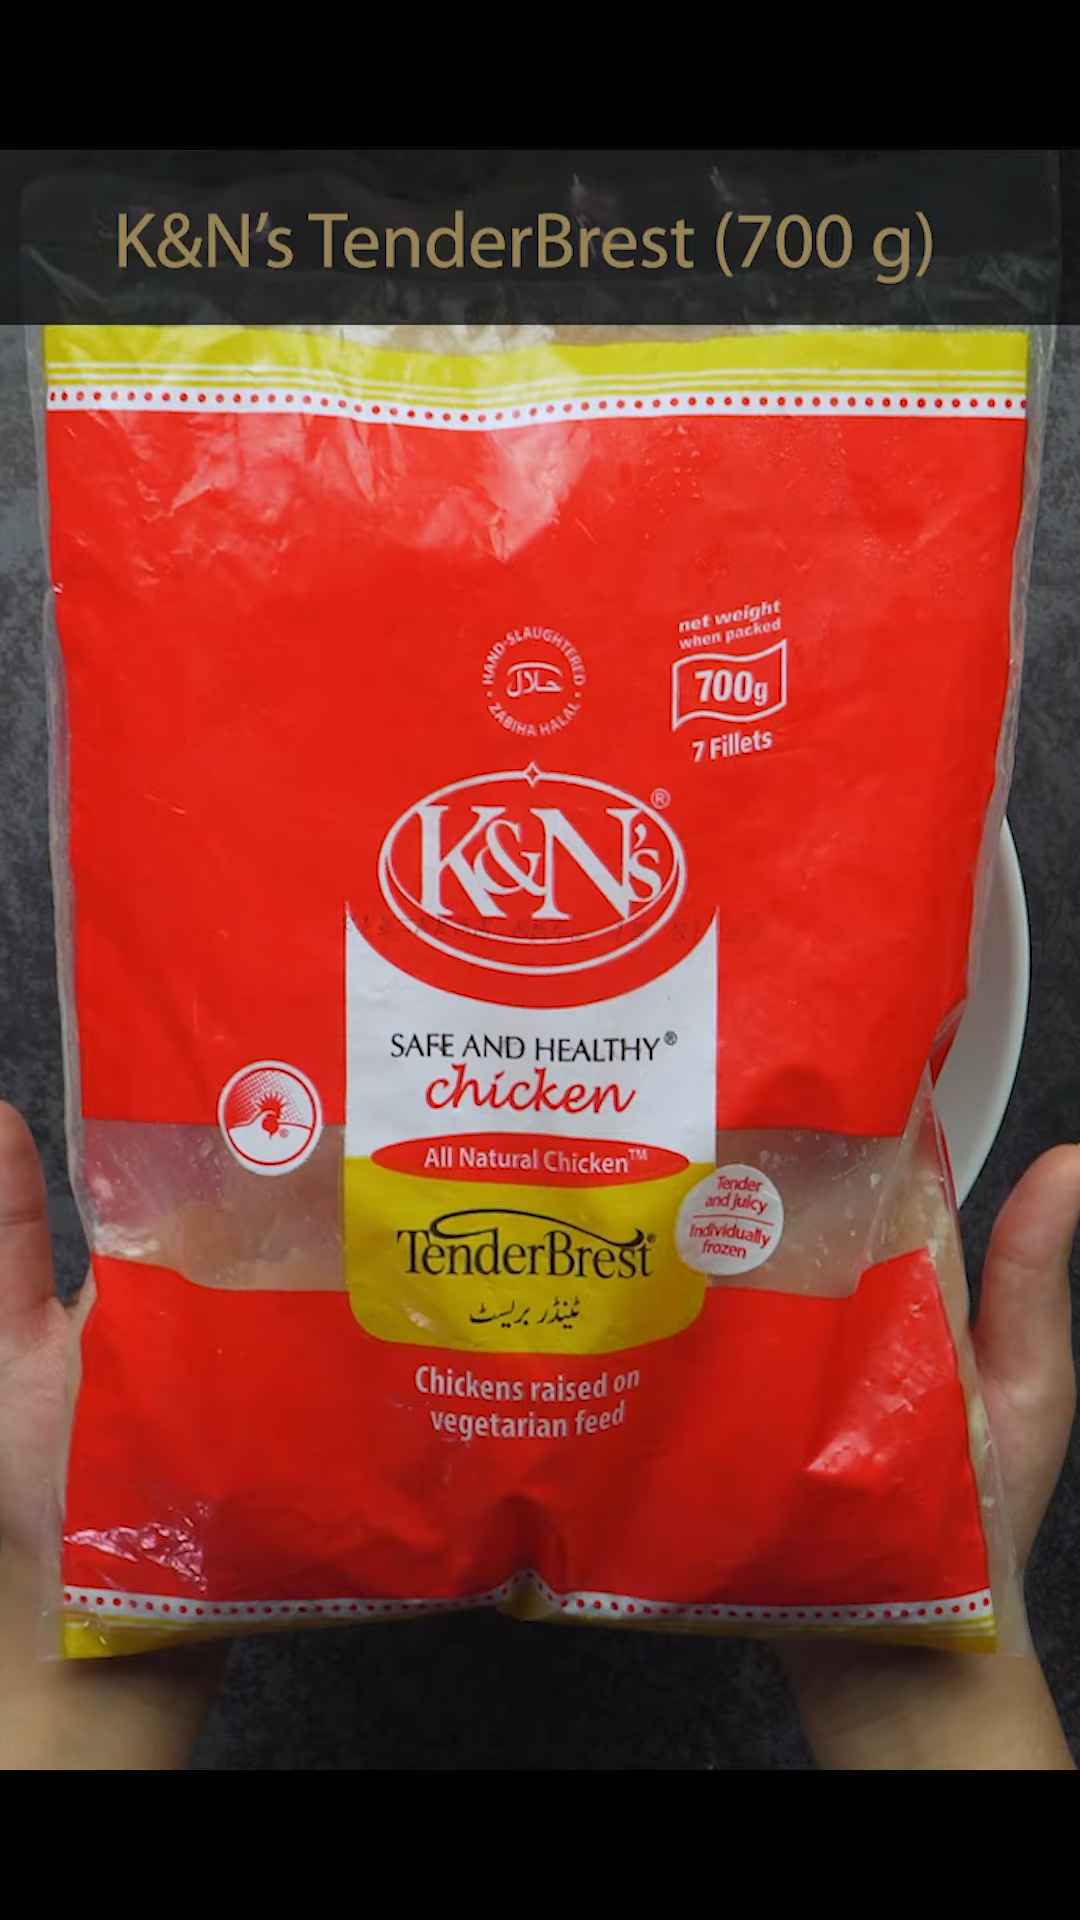 K&N’s TenderBrest (700 g)
net weight
when packed
700g
7 Fillets
HAND-SLAUGHTERED
حلال
ZABIHA HALAL
K&N's®
SAFE AND HEALTHY®
chicken
All Natural Chicken™
TenderBrest®
ٹینڈر بریسٹ
Tender
and juicy
Individually
frozen
Chickens raised on
vegetarian feed